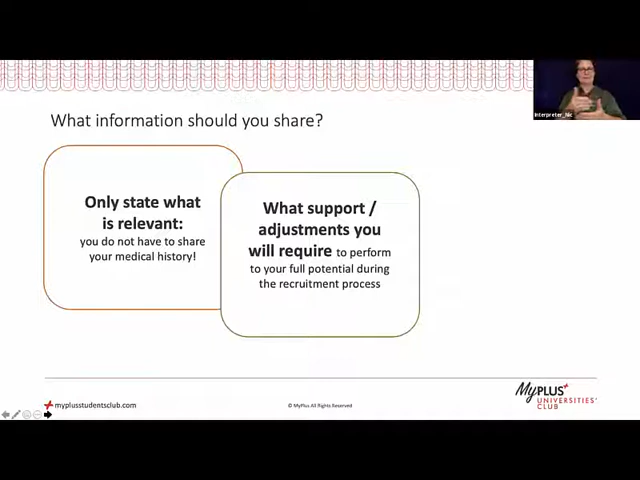 Interpreter_Nic
What information should you share?
Only state what
is relevant:
you do not have to share
your medical history!
What support /
adjustments you
will require to perform
to your full potential during
the recruitment process
myplusstudentsclub.com
© MyPlus All Rights Reserved
MyPLUS+
UNIVERSITIES'
CLUB